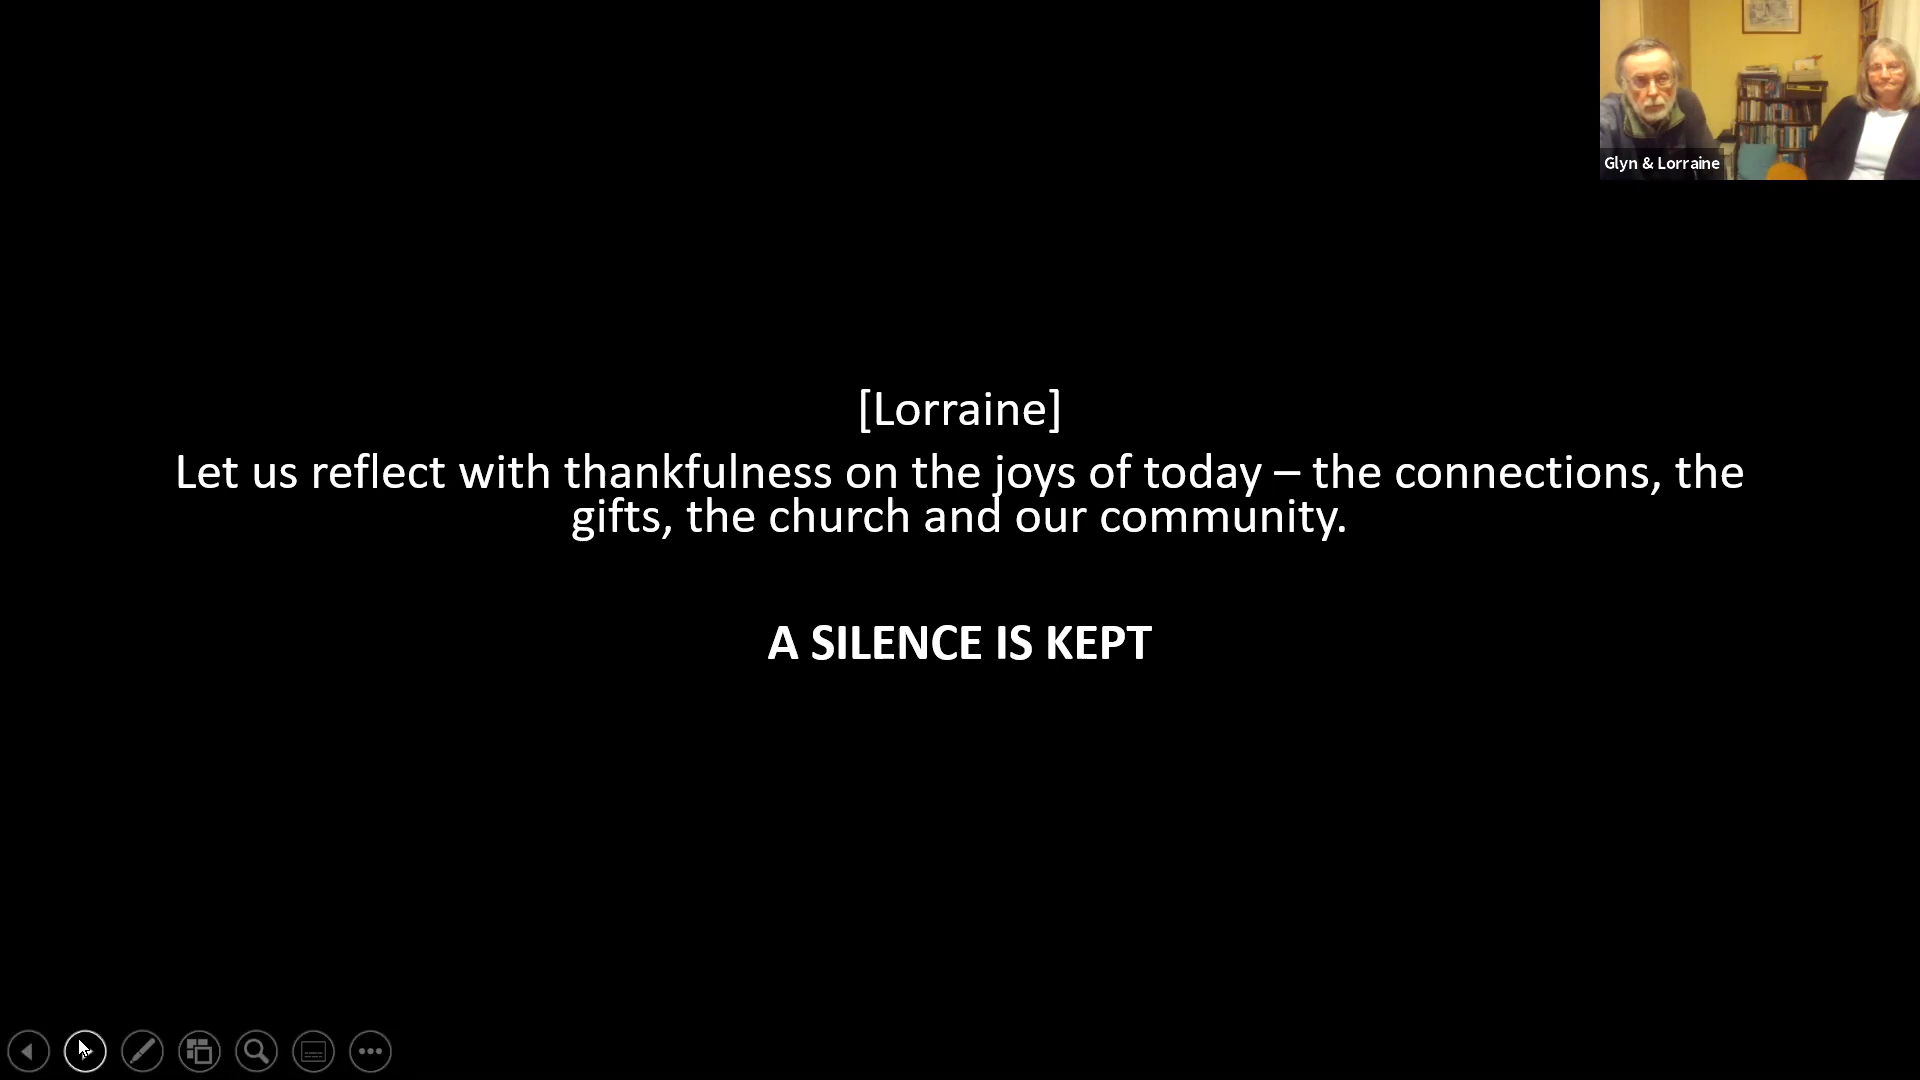 Glyn & Lorraine
[Lorraine]
Let us reflect with thankfulness on the joys of today – the connections, the
gifts, the church and our community.
A SILENCE IS KEPT